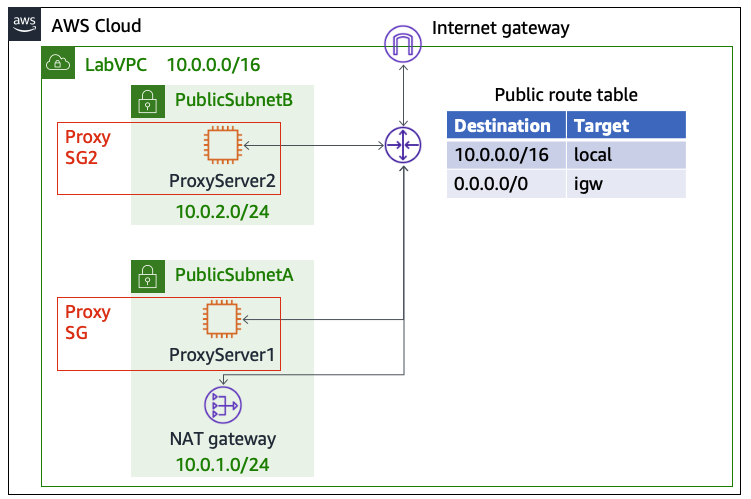 aws
AWS Cloud
Internet gateway
LabVPC 10.0.0.0/16
PublicSubnetB
Proxy
SG2
ProxyServer2
10.0.2.0/24
Public route table
Destination Target
10.0.0.0/16 local
0.0.0.0/0 igw
PublicSubnetA
Proxy
SG
ProxyServer1
NAT gateway
10.0.1.0/24